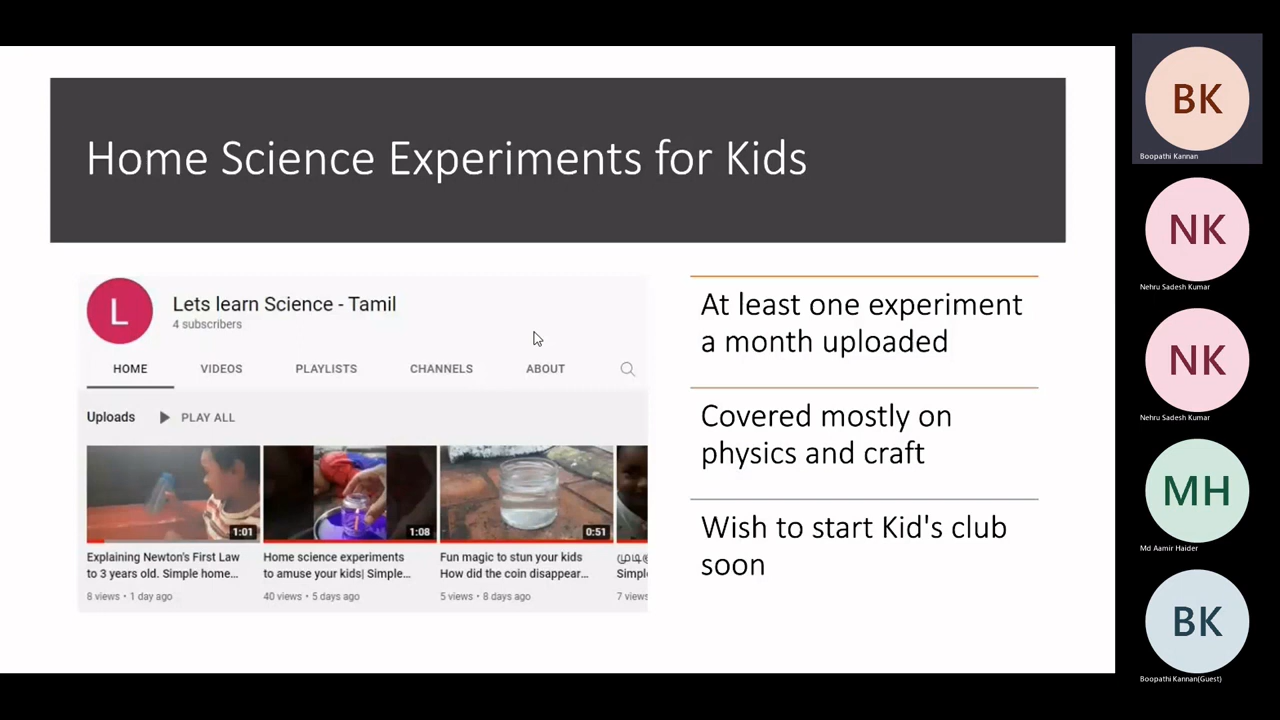 Home Science Experiments for Kids
L
Lets learn Science - Tamil
4 subscribers
HOME VIDEOS PLAYLISTS CHANNELS ABOUT
Uploads PLAY ALL
1:01 1:08 0:51
Explaining Newton's First Law
to 3 years old. Simple home...
8 views • 1 day ago
Home science experiments
to amuse your kids| Simple...
40 views • 5 days ago
Fun magic to stun your kids
How did the coin disappear...
5 views • 8 days ago
Simpl
7 views
At least one experiment
a month uploaded
Covered mostly on
physics and craft
Wish to start Kid's club
soon
BK
Boopathi Kannan
NK
Nehru Sadesh Kumar
NK
Nehru Sadesh Kumar
MH
Md Aamir Haider
BK
Boopathi Kannan(Guest)